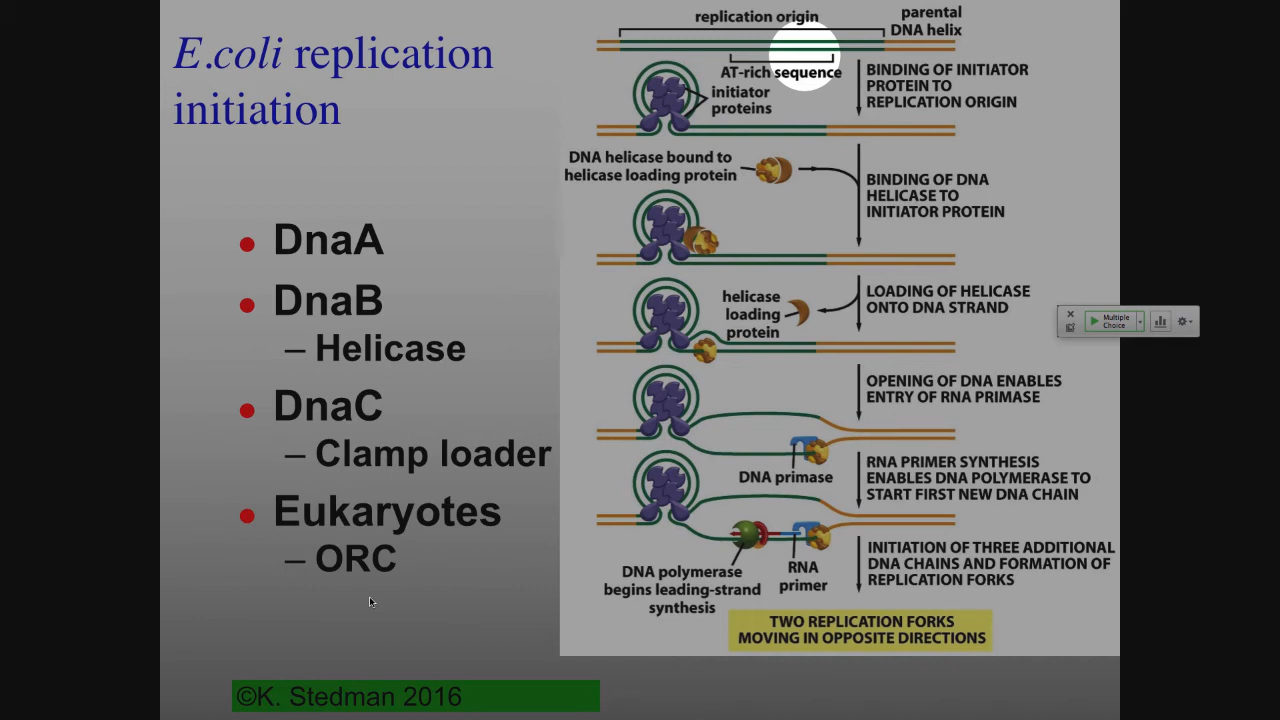 E.coli replication
initiation
• DnaA
• DnaB
– Helicase
• DnaC
– Clamp loader
• Eukaryotes
– ORC
©K. Stedman 2016
replication origin
parental
DNA helix
AT-rich sequence
initiator
proteins
BINDING OF INITIATOR
PROTEIN TO
REPLICATION ORIGIN
DNA helicase bound to
helicase loading protein
BINDING OF DNA
HELICASE TO
INITIATOR PROTEIN
helicase
loading
protein
LOADING OF HELICASE
ONTO DNA STRAND
OPENING OF DNA ENABLES
ENTRY OF RNA PRIMASE
DNA primase
RNA PRIMER SYNTHESIS
ENABLES DNA POLYMERASE TO
START FIRST NEW DNA CHAIN
DNA polymerase
begins leading-strand
synthesis
RNA
primer
INITIATION OF THREE ADDITIONAL
DNA CHAINS AND FORMATION OF
REPLICATION FORKS
TWO REPLICATION FORKS
MOVING IN OPPOSITE DIRECTIONS
Multiple
Choice